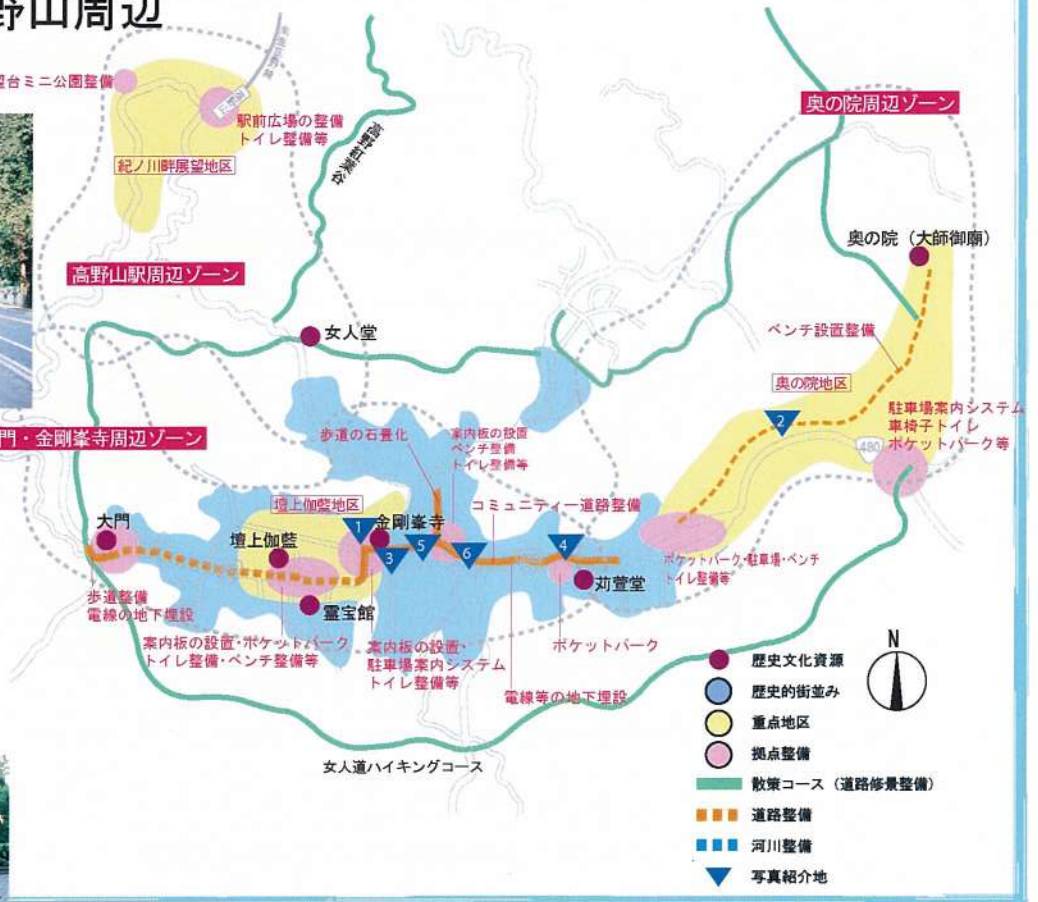 野山周辺
望台ミニ公園整備
駅前広場の整備
トイレ整備等
紀ノ川畔展望地区
高野山駅周辺ゾーン
高野紅葉谷
奥の院周辺ゾーン
奥の院（大師御廟）
女人堂
ベンチ設置整備
奥の院地区
駐車場案内システム
車椅子トイレ
ポケットパーク等
480
2
門・金剛峯寺周辺ゾーン
歩道の石畳化
案内板の設置
ベンチ整備
トイレ整備等
壇上伽藍地区
コミュニティー道路整備
大門
壇上伽藍
金剛峯寺
1
3
5
6
4
苅萱堂
霊宝館
ポケットパーク・駐車場・ベンチ
トイレ整備等
歩道整備
電線の地下埋設
案内板の設置・ポケットパーク
トイレ整備・ベンチ整備等
案内板の設置・
駐車場案内システム
トイレ整備等
ポケットパーク
電線等の地下埋設
女人道ハイキングコース
N
歴史文化資源
歴史的街並み
重点地区
拠点整備
散策コース（道路修景整備）
道路整備
河川整備
写真紹介地